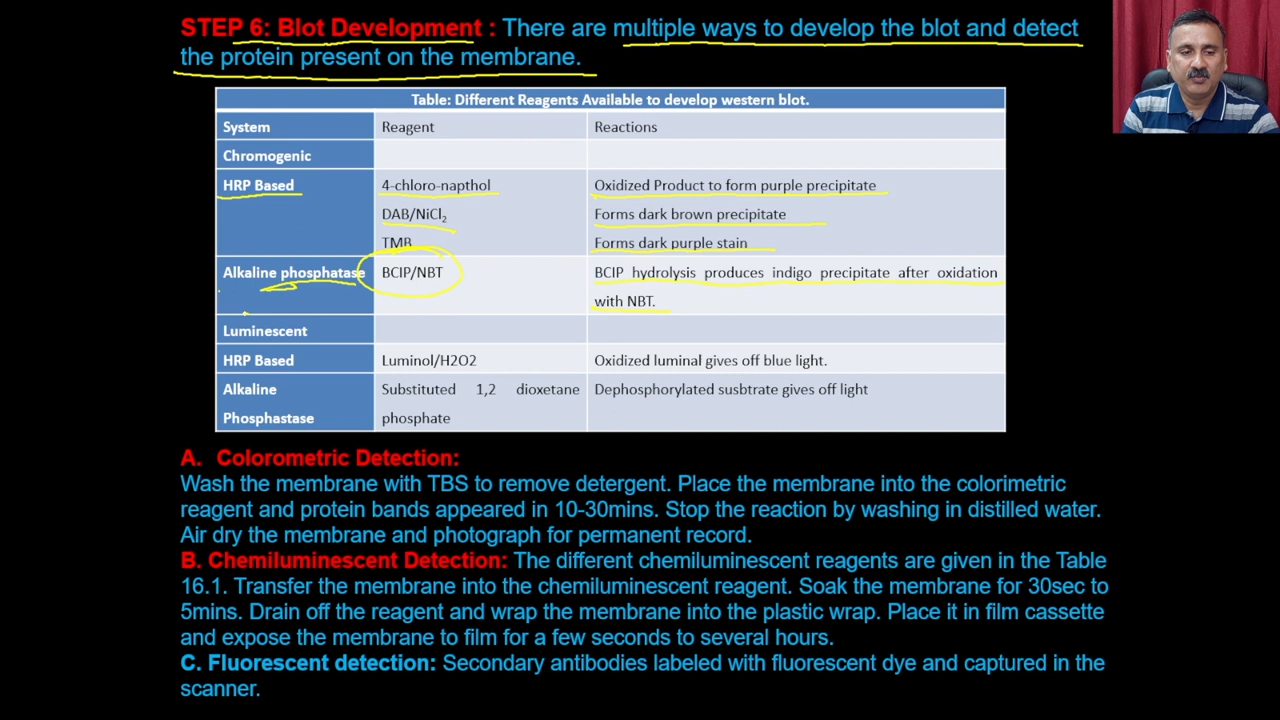 STEP 6: Blot Development : There are multiple ways to develop the blot and detect
the protein present on the membrane.
Table: Different Reagents Available to develop western blot.
System Reagent Reactions
Chromogenic
HRP Based 4-chloro-napthol Oxidized Product to form purple precipitate
DAB/NiCl₂ Forms dark brown precipitate
TMB Forms dark purple stain
Alkaline phosphatase BCIP/NBT BCIP hydrolysis produces indigo precipitate after oxidation
with NBT.
Luminescent
HRP Based Luminol/H2O2 Oxidized luminal gives off blue light.
Alkaline Substituted 1,2 dioxetane Dephosphorylated susbtrate gives off light
Phosphastase phosphate
A. Colorometric Detection:
Wash the membrane with TBS to remove detergent. Place the membrane into the colorimetric
reagent and protein bands appeared in 10-30mins. Stop the reaction by washing in distilled water.
Air dry the membrane and photograph for permanent record.
B. Chemiluminescent Detection: The different chemiluminescent reagents are given in the Table
16.1. Transfer the membrane into the chemiluminescent reagent. Soak the membrane for 30sec to
5mins. Drain off the reagent and wrap the membrane into the plastic wrap. Place it in film cassette
and expose the membrane to film for a few seconds to several hours.
C. Fluorescent detection: Secondary antibodies labeled with fluorescent dye and captured in the
scanner.